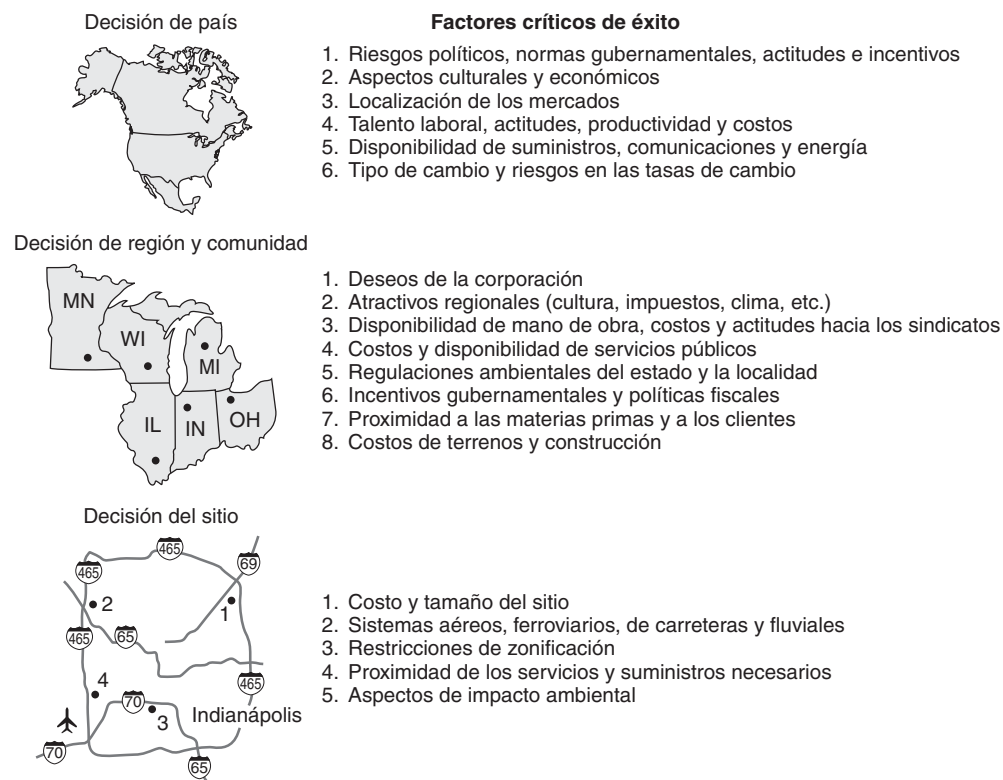 Decisión de país
Factores críticos de éxito
1. Riesgos políticos, normas gubernamentales, actitudes e incentivos
2. Aspectos culturales y económicos
3. Localización de los mercados
4. Talento laboral, actitudes, productividad y costos
5. Disponibilidad de suministros, comunicaciones y energía
6. Tipo de cambio y riesgos en las tasas de cambio
Decisión de región y comunidad
MN
WI
MI
IL
IN
OH
1. Deseos de la corporación
2. Atractivos regionales (cultura, impuestos, clima, etc.)
3. Disponibilidad de mano de obra, costos y actitudes hacia los sindicatos
4. Costos y disponibilidad de servicios públicos
5. Regulaciones ambientales del estado y la localidad
6. Incentivos gubernamentales y políticas fiscales
7. Proximidad a las materias primas y a los clientes
8. Costos de terrenos y construcción
Decisión del sitio
465
69
465
2
1
465
65
465
4
70
3
Indianápolis
70
65
1. Costo y tamaño del sitio
2. Sistemas aéreos, ferroviarios, de carreteras y fluviales
3. Restricciones de zonificación
4. Proximidad de los servicios y suministros necesarios
5. Aspectos de impacto ambiental